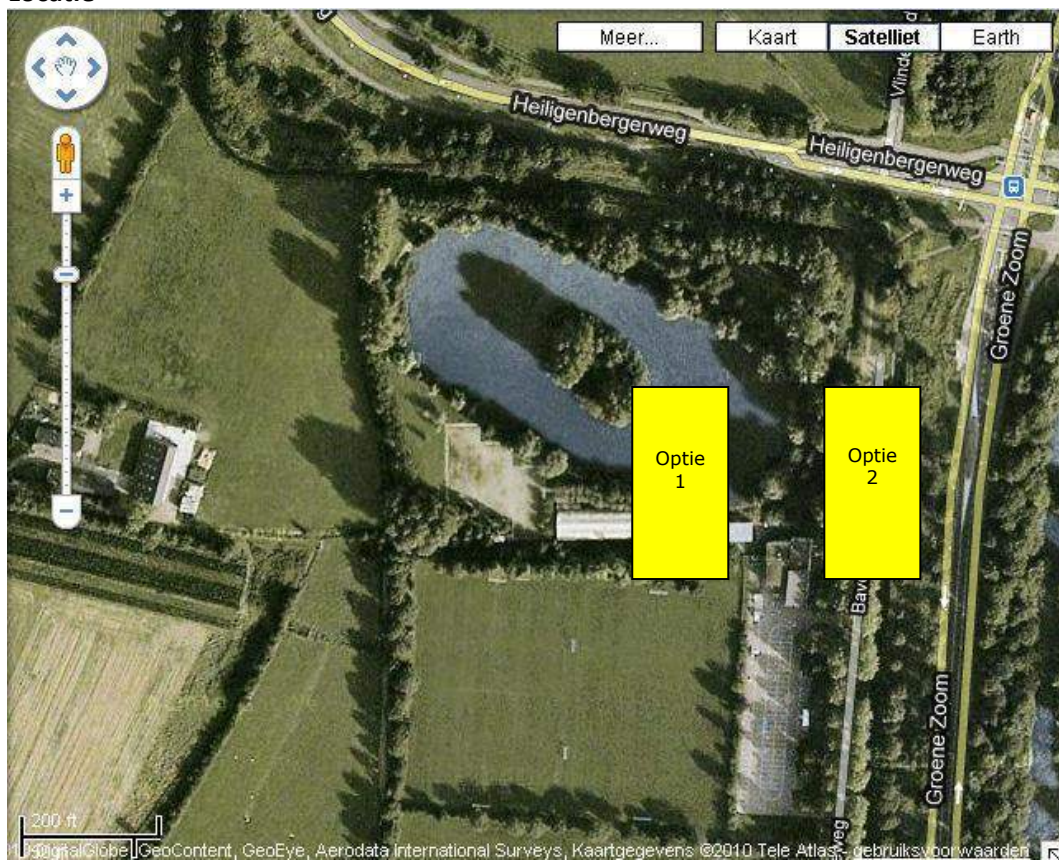 Locatie
Meer...
Kaart
Satelliet
Earth
Heiligenbergerweg
Heiligenbergerweg
Groene Zoom
Optie
1
Optie
2
Groene Zoom
200 ft
GeoContent, GeoEye, Aerodata International Surveys, Kaartgegevens ©2010 Tele Atlas - gebruiksvoorwaarden